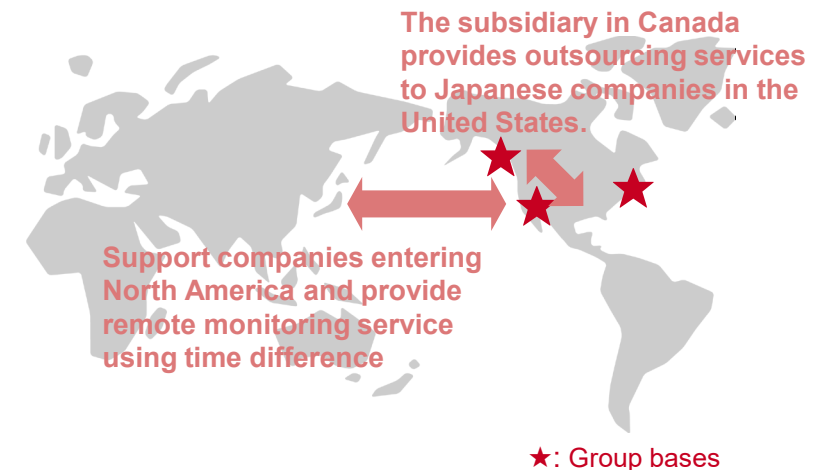 The subsidiary in Canada
provides outsourcing services
to Japanese companies in the
United States.
Support companies entering
North America and provide
remote monitoring service
using time difference
★: Group bases